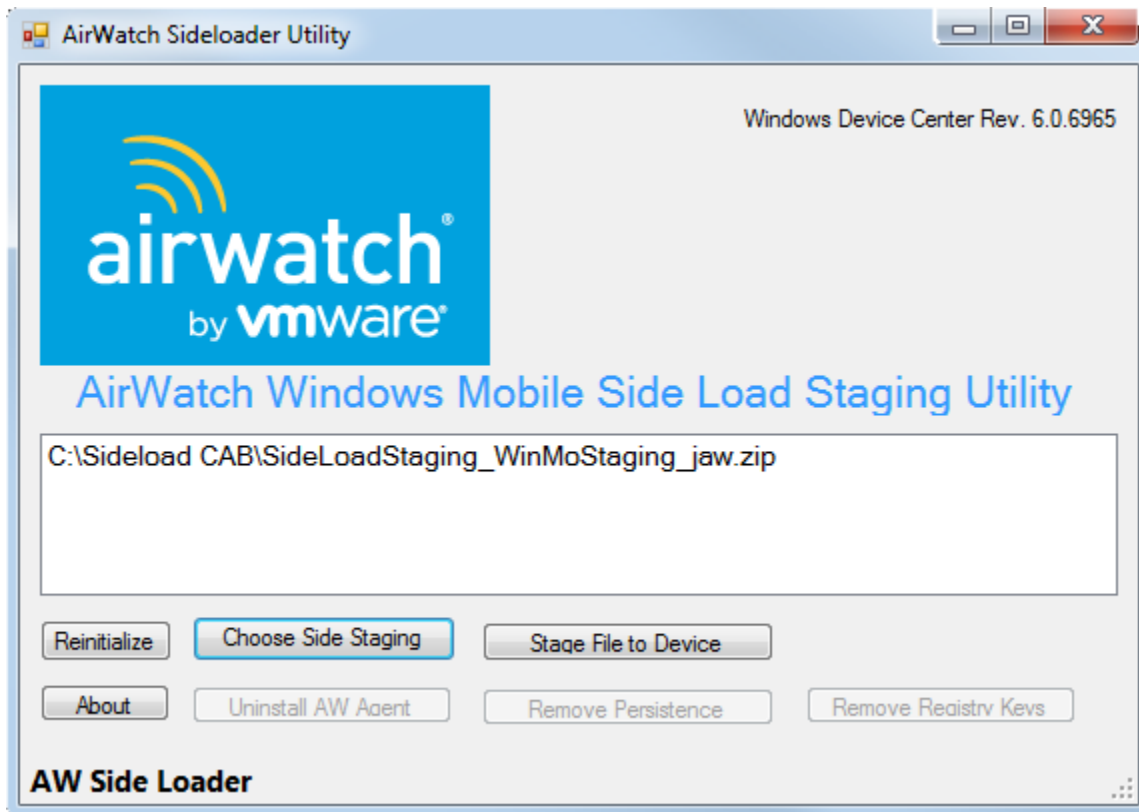 AirWatch Sideloader Utility
Windows Device Center Rev. 6.0.6965
airwatch®
by vmware®
AirWatch Windows Mobile Side Load Staging Utility
C:\Sideload CAB\SideLoadStaging_WinMoStaging_jaw.zip
Reinitialize Choose Side Staging Stage File to Device
About Uninstall AW Agent Remove Persistence Remove Registry Keys
AW Side Loader